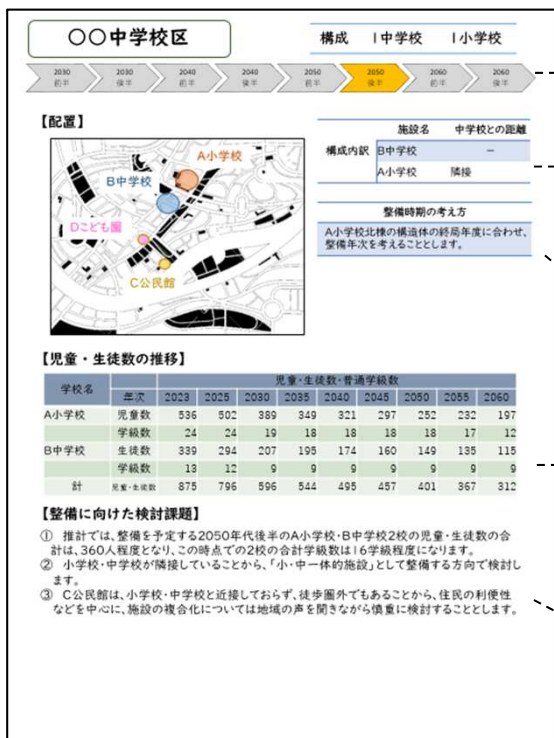 〇〇中学校区
構成 1中学校 1小学校
2030 2030 2040 2040 2050 2050 2060 2060
前半 後半 前半 後半 前半 後半 前半 後半
【配置】
A小学校
B中学校
Dこども園
C公民館
施設名 中学校との距離
構成内訳 B中学校 －
A小学校 隣接
整備時期の考え方
A小学校北棟の構造体の終局年度に合わせ、
整備年次を考えることとします。
【児童・生徒数の推移】
学校名 児童・生徒数・普通学級数
年次 2023 2025 2030 2035 2040 2045 2050 2055 2060
A小学校 児童数 536 502 389 349 321 297 252 232 197
学級数 24 24 19 18 18 18 18 17 12
B中学校 生徒数 339 294 207 195 174 160 149 135 115
学級数 13 12 9 9 9 9 9 9 9
計 児童・生徒数 875 796 596 544 495 457 401 367 312
【整備に向けた検討課題】
① 推計では、整備を予定する2050年代後半のA小学校・B中学校2校の児童・生徒数の合
計は、360人程度となり、この時点での2校の合計学級数は16学級程度になります。
② 小学校・中学校が隣接していることから、「小・中一体的施設」として整備する方向で検討し
ます。
③ C公民館は、小学校・中学校と近接しておらず、徒歩圏外でもあることから、住民の利便性
などを中心に、施設の複合化については地域の声を聞きながら慎重に検討することとします。